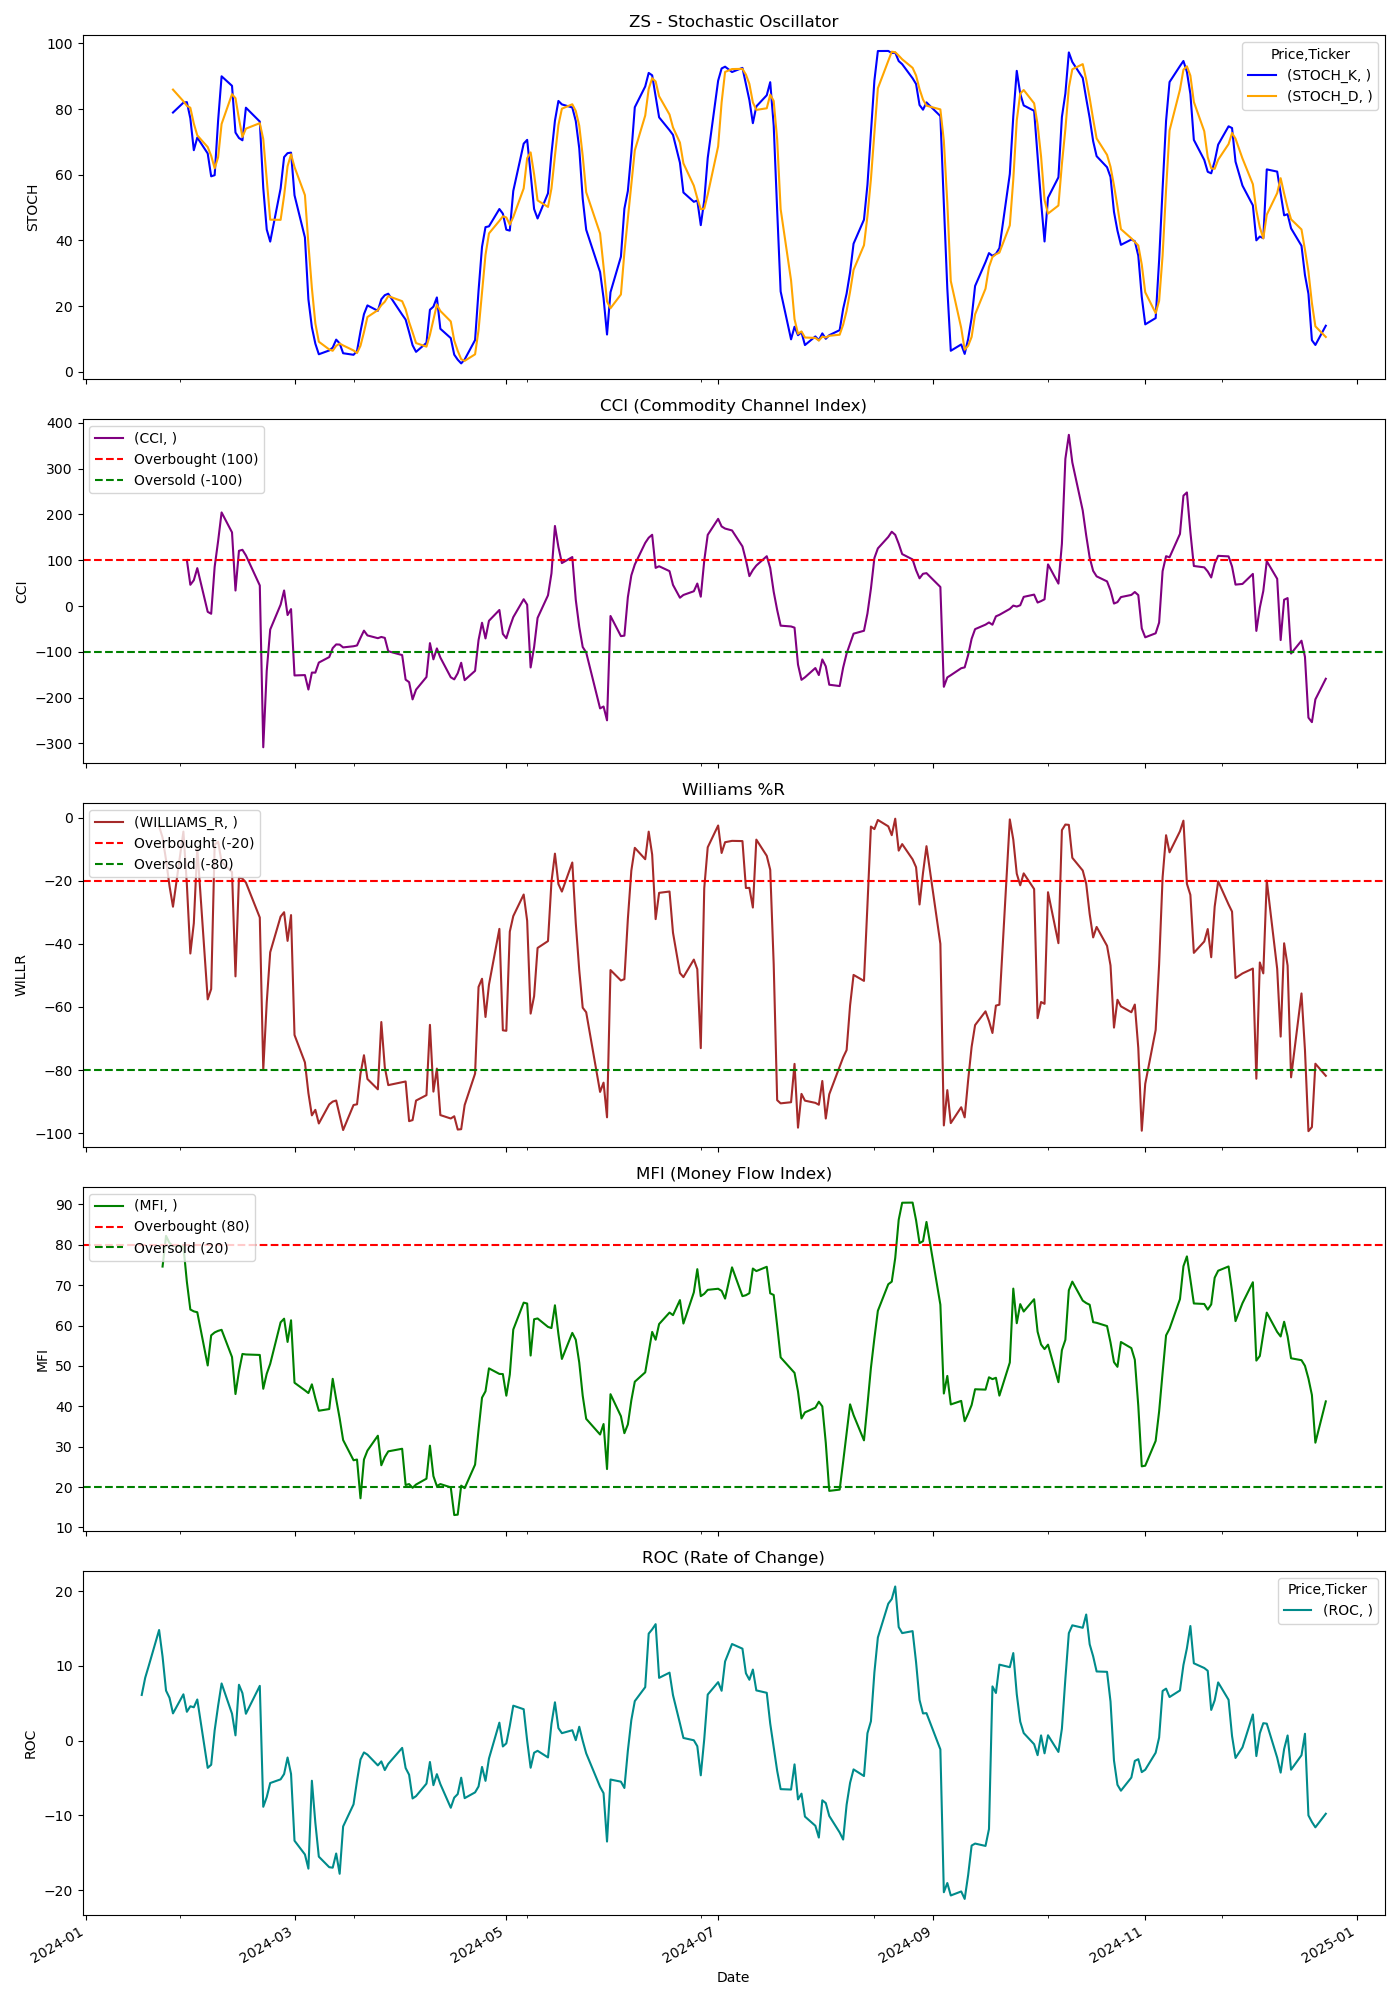 ZS - Stochastic Oscillator
100
80
60
40
20
0
STOCH
Price,Ticker
(STOCH_K, )
(STOCH_D, )
CCI (Commodity Channel Index)
400
300
200
100
0
−100
−200
−300
CCI
(CCI, )
Overbought (100)
Oversold (-100)
Williams %R
0
−20
−40
−60
−80
−100
WILLR
(WILLIAMS_R, )
Overbought (-20)
Oversold (-80)
MFI (Money Flow Index)
90
80
70
60
50
40
30
20
10
MFI
(MFI, )
Overbought (80)
Oversold (20)
ROC (Rate of Change)
20
10
0
−10
−20
ROC
Price,Ticker
(ROC, )
2024-01
2024-03
2024-05
2024-07
2024-09
2024-11
2025-01
Date